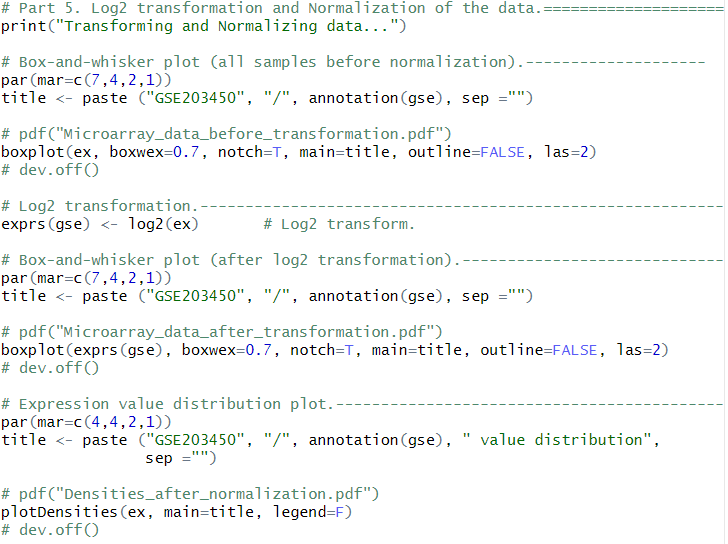 # Part 5. Log2 transformation and Normalization of the data.====================
print("Transforming and Normalizing data...")
# Box-and-whisker plot (all samples before normalization).--------------------
par(mar=c(7,4,2,1))
title <- paste ("GSE203450", "/", annotation(gse), sep ="")
# pdf("Microarray_data_before_transformation.pdf")
boxplot(ex, boxwex=0.7, notch=T, main=title, outline=FALSE, las=2)
# dev.off()
# Log2 transformation.----------------------------------------------------------
exprs(gse) <- log2(ex)       # Log2 transform.
# Box-and-whisker plot (after log2 transformation).-----------------------------
par(mar=c(7,4,2,1))
title <- paste ("GSE203450", "/", annotation(gse), sep ="")
# pdf("Microarray_data_after_transformation.pdf")
boxplot(exprs(gse), boxwex=0.7, notch=T, main=title, outline=FALSE, las=2)
# dev.off()
# Expression value distribution plot.-------------------------------------------
par(mar=c(4,4,2,1))
title <- paste ("GSE203450", "/", annotation(gse), " value distribution",
                sep ="")
# pdf("Densities_after_normalization.pdf")
plotDensities(ex, main=title, legend=F)
# dev.off()